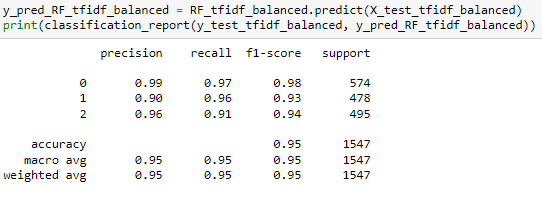 y_pred_RF_tfidf_balanced = RF_tfidf_balanced.predict(X_test_tfidf_balanced)
print(classification_report(y_test_tfidf_balanced, y_pred_RF_tfidf_balanced))
precision recall f1-score support
0 0.99 0.97 0.98 574
1 0.90 0.96 0.93 478
2 0.96 0.91 0.94 495
accuracy 0.95 1547
macro avg 0.95 0.95 0.95 1547
weighted avg 0.95 0.95 0.95 1547